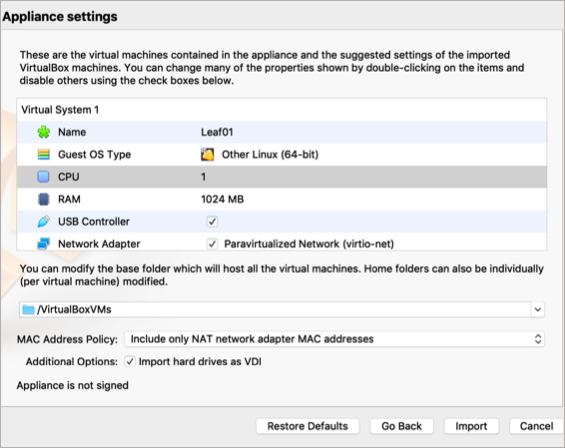 Appliance settings
These are the virtual machines contained in the appliance and the suggested settings of the imported
VirtualBox machines. You can change many of the properties shown by double-clicking on the items and
disable others using the check boxes below.
Virtual System 1
Name Leaf01
Guest OS Type Other Linux (64-bit)
CPU 1
RAM 1024 MB
USB Controller
Network Adapter Paravirtualized Network (virtio-net)
You can modify the base folder which will host all the virtual machines. Home folders can also be individually
(per virtual machine) modified.
/VirtualBoxVMs
MAC Address Policy: Include only NAT network adapter MAC addresses
Additional Options: Import hard drives as VDI
Appliance is not signed
Restore Defaults Go Back Import Cancel